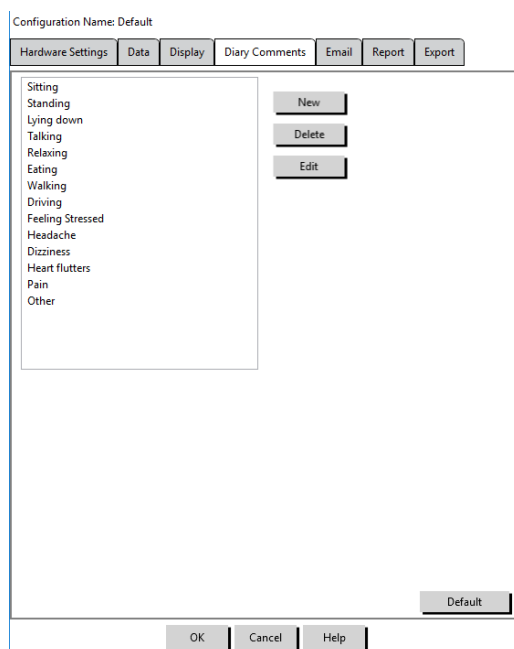 Configuration Name: Default
Hardware Settings Data Display Diary Comments Email Report Export
Sitting
Standing
Lying down
Talking
Relaxing
Eating
Walking
Driving
Feeling Stressed
Headache
Dizziness
Heart flutters
Pain
Other
New
Delete
Edit
Default
OK Cancel Help